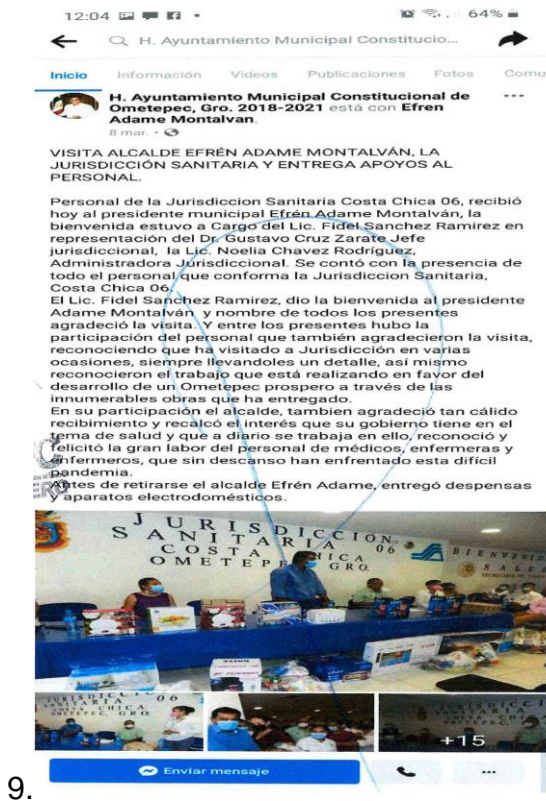 12:04
64%
H. Ayuntamiento Municipal Constitucio...
Inicio Información Videos Publicaciones Fotos Comu
H. Ayuntamiento Municipal Constitucional de
Ometepec, Gro. 2018-2021 está con Efren
Adame Montalvan.
8 mar. ·
VISITA ALCALDE EFRÉN ADAME MONTALVÁN, LA
JURISDICCIÓN SANITARIA Y ENTREGA APOYOS AL
PERSONAL.
Personal de la Jurisdiccion Sanitaria Costa Chica 06, recibió
hoy al presidente municipal Efrén Adame Montalván, la
bienvenida estuvo a Cargo del Lic. Fidel Sanchez Ramirez en
representación del Dr. Gustavo Cruz Zarate Jefe
jurisdiccional, la Lic. Noelia Chavez Rodríguez,
Administradora Jurisdiccional. Se contó con la presencia de
todo el personal que conforma la Jurisdiccion Sanitaria,
Costa Chica 06.
El Lic. Fidel Sanchez Ramirez, dio la bienvenida al presidente
Adame Montalván y nombre de todos los presentes
agradeció la visita. Y entre los presentes hubo la
participación del personal que también agradecieron la visita,
reconociendo que ha visitado a Jurisdicción en varias
ocasiones, siempre llevandoles un detalle, así mismo
reconocieron el trabajo que está realizando en favor del
desarrollo de un Ometepec prospero a través de las
innumerables obras que ha entregado.
En su participación el alcalde, tambien agradeció tan cálido
recibimiento y recalcó el interés que su gobierno tiene en el
tema de salud y que a diario se trabaja en ello, reconoció y
felicitó la gran labor del personal de médicos, enfermeras y
enfermeros, que sin descanso han enfrentado esta difícil
pandemia.
Antes de retirarse el alcalde Efrén Adame, entregó despensas
y aparatos electrodomésticos.
JURISDICCION
SANITARIA 06
COSTA CHICA
OMETEPEC GRO.
BIENVENID
SALUD
JURISDICC
SANITARIA 06
COSTA CHICA
OMETEPEC, GRO.
+15
Enviar mensaje
9.